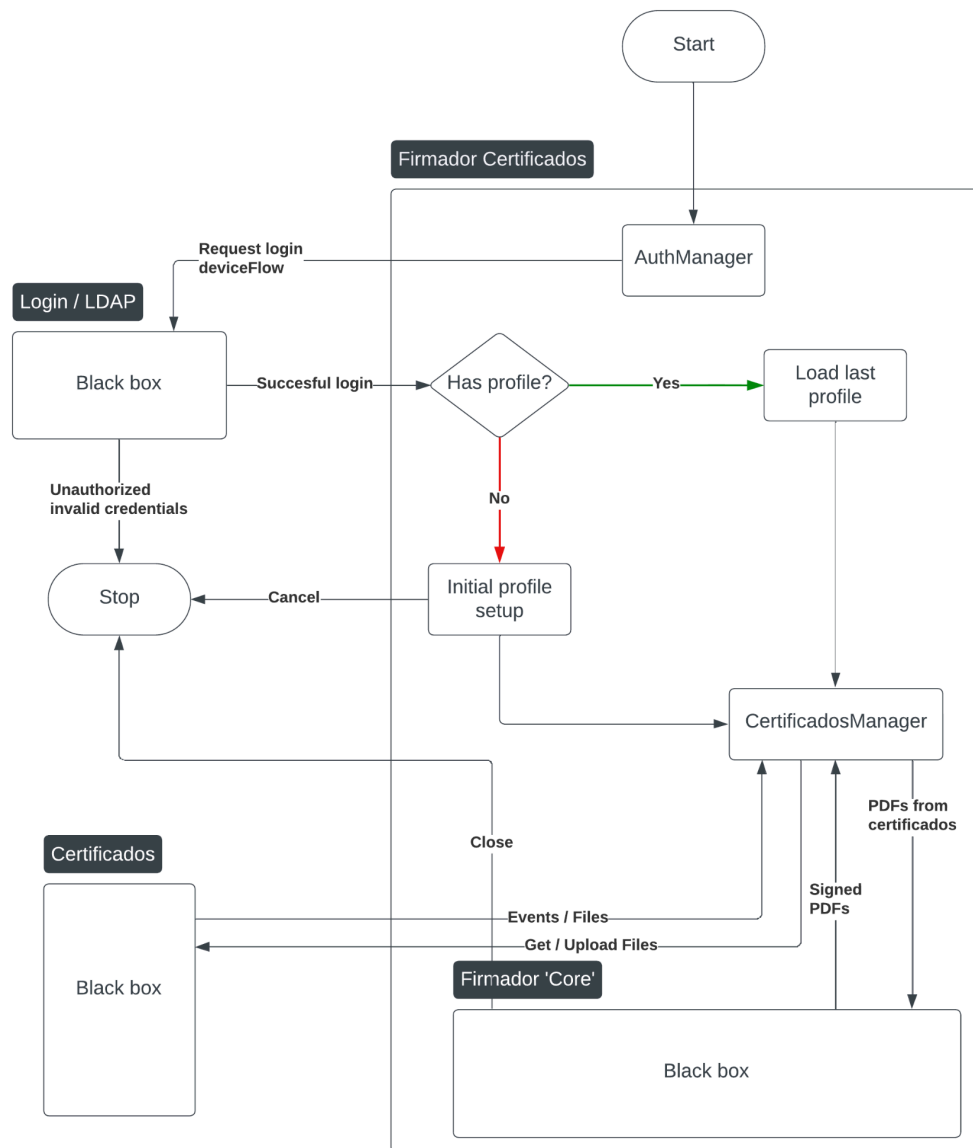 Start
Firmador Certificados
Request login
deviceFlow
AuthManager
Login / LDAP
Black box
Succesful login
Has profile?
Yes
Load last
profile
Unauthorized
invalid credentials
No
Stop
Cancel
Initial profile
setup
CertificadosManager
PDFs from
certificados
Certificados
Close
Signed
PDFs
Events / Files
Get / Upload Files
Black box
Firmador 'Core'
Black box